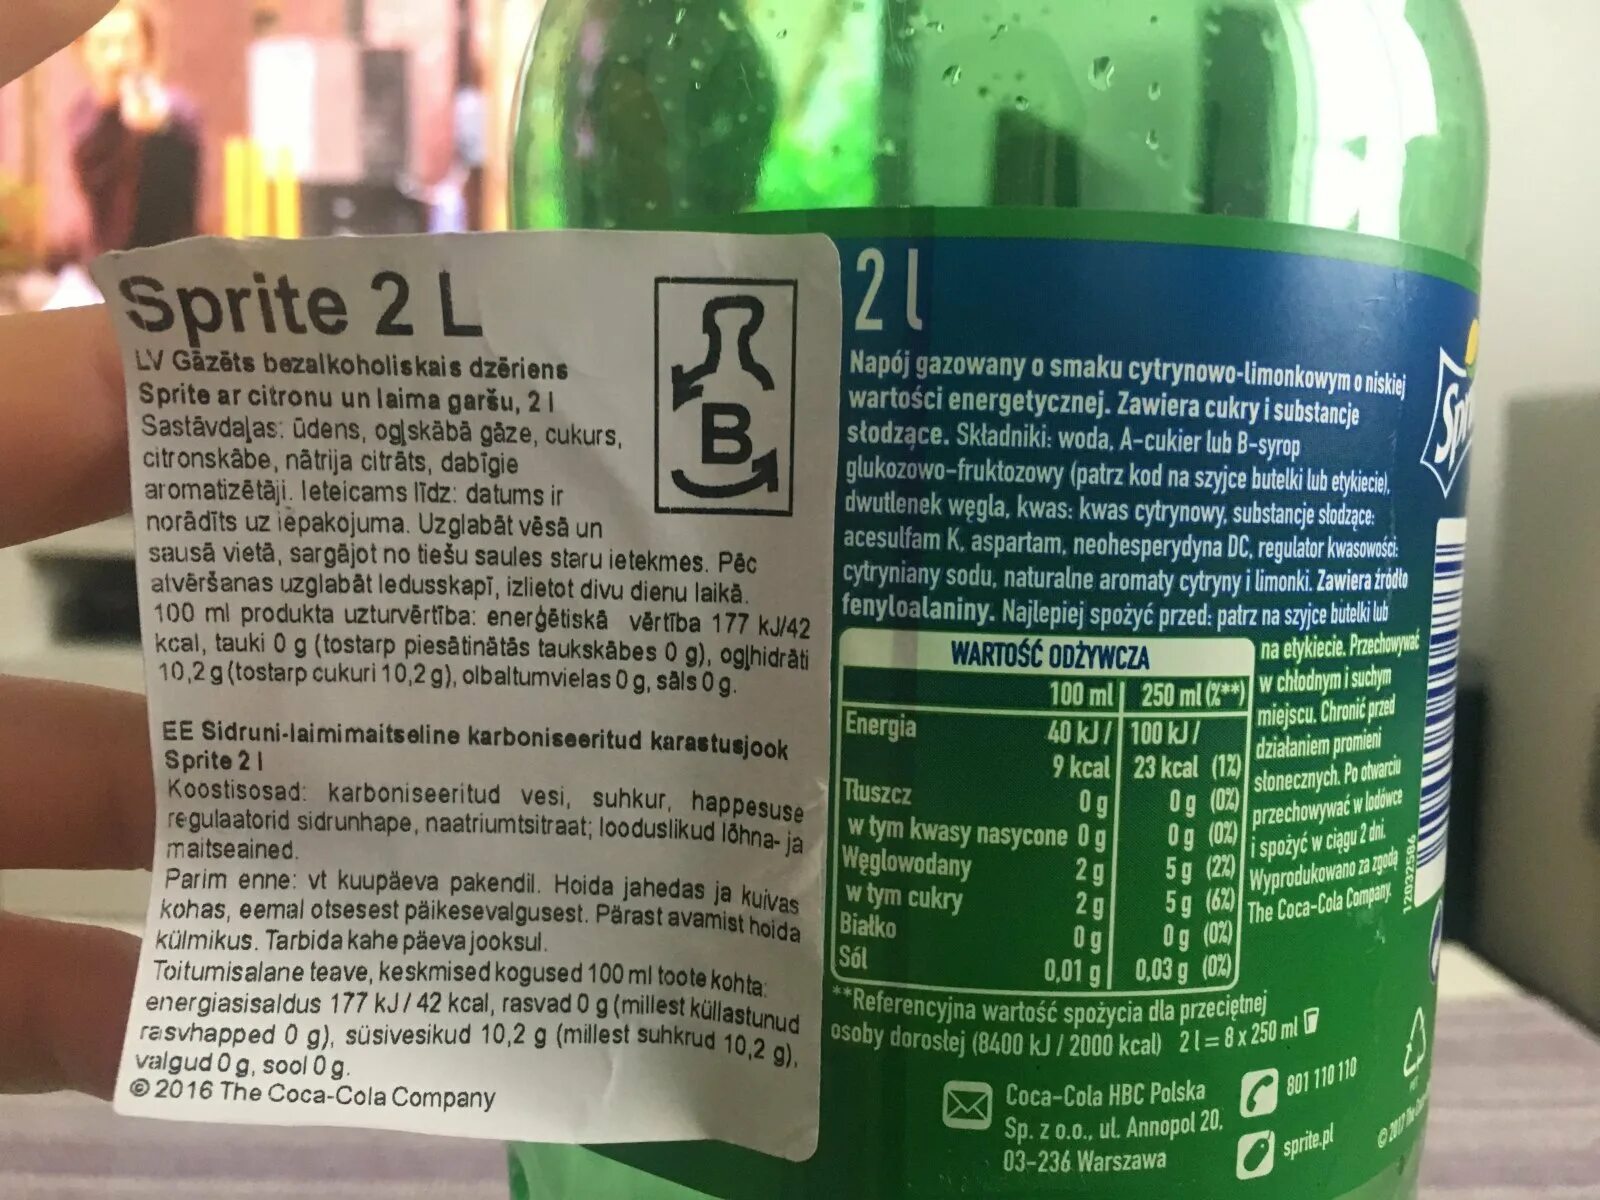 Sprite 2 L
LV Gāzēts bezalkoholiskais dzēriens
Sprite ar citronu un laima garšu, 2 l
Sastāvdaļas: ūdens, ogļskābā gāze, cukurs,
citronskābe, nātrija citrāts, dabīgie
aromatizētāji. Ieteicams līdz: datums ir
norādīts uz iepakojuma. Uzglabāt vēsā un
sausā vietā, sargājot no tiešu saules staru ietekmes. Pēc
atvēršanas uzglabāt ledusskapī, izlietot divu dienu laikā.
100 ml produkta uzturvērtība: enerģētiskā vērtība 177 kJ/42
kcal, tauki 0 g (tostarp piesātinātās taukskābes 0 g), ogļhidrāti
10,2 g (tostarp cukuri 10,2 g), olbaltumvielas 0 g, sāls 0 g.
EE Sidruni-laimimaitseline karboniseeritud karastusjook
Sprite 2 l
Koostisosad: karboniseeritud vesi, suhkur, happesuse
regulaatorid sidrunhape, naatriumtsitraat; looduslikud lõhna- ja
maitseained.
Parim enne: vt kuupäeva pakendil. Hoida jahedas ja kuivas
kohas, eemal otsesest päikesevalgusest. Pärast avamist hoida
külmikus. Tarbida kahe päeva jooksul.
Toitumisalane teave, keskmised kogused 100 ml toote kohta:
energiasisaldus 177 kJ / 42 kcal, rasvad 0 g (millest küllastunud
rasvhapped 0 g), süsivesikud 10,2 g (millest suhkrud 10,2 g),
valgud 0 g, sool 0 g.
© 2016 The Coca-Cola Company
B
2 l
Napój gazowany o smaku cytrynowo-limonkowym o niskiej
wartości energetycznej. Zawiera cukry i substancje
słodzące. Składniki: woda, A-cukier lub B-syrop
glukozowo-fruktozowy (patrz kod na szyjce butelki lub etykiecie),
dwutlenek węgla, kwas: kwas cytrynowy, substancje słodzące:
acesulfam K, aspartam, neohesperydyna DC, regulator kwasowości:
cytryniany sodu, naturalne aromaty cytryny i limonki. Zawiera źródło
fenyloalaniny. Najlepiej spożyć przed: patrz na szyjce butelki lub
na etykiecie. Przechowywać
w chłodnym i suchym
miejscu. Chronić przed
działaniem promieni
słonecznych. Po otwarciu
przechowywać w lodówce
i spożyć w ciągu 2 dni.
Wyprodukowano za zgodą
The Coca-Cola Company.
WARTOŚĆ ODŻYWCZA
100 ml 250 ml (%**)
Energia 40 kJ / 100 kJ /
9 kcal 23 kcal (1%)
Tłuszcz 0 g 0 g (0%)
w tym kwasy nasycone 0 g 0 g (0%)
Węglowodany 2 g 5 g (2%)
w tym cukry 2 g 5 g (6%)
Białko 0 g 0 g (0%)
Sól 0,01 g 0,03 g (0%)
**Referencyjna wartość spożycia dla przeciętnej
osoby dorosłej (8400 kJ / 2000 kcal) 2 l = 8 x 250 ml
Coca-Cola HBC Polska
Sp. z o.o., ul. Annopol 20,
03-236 Warszawa
801 110 110
sprite.pl
12032586
© 2017 The